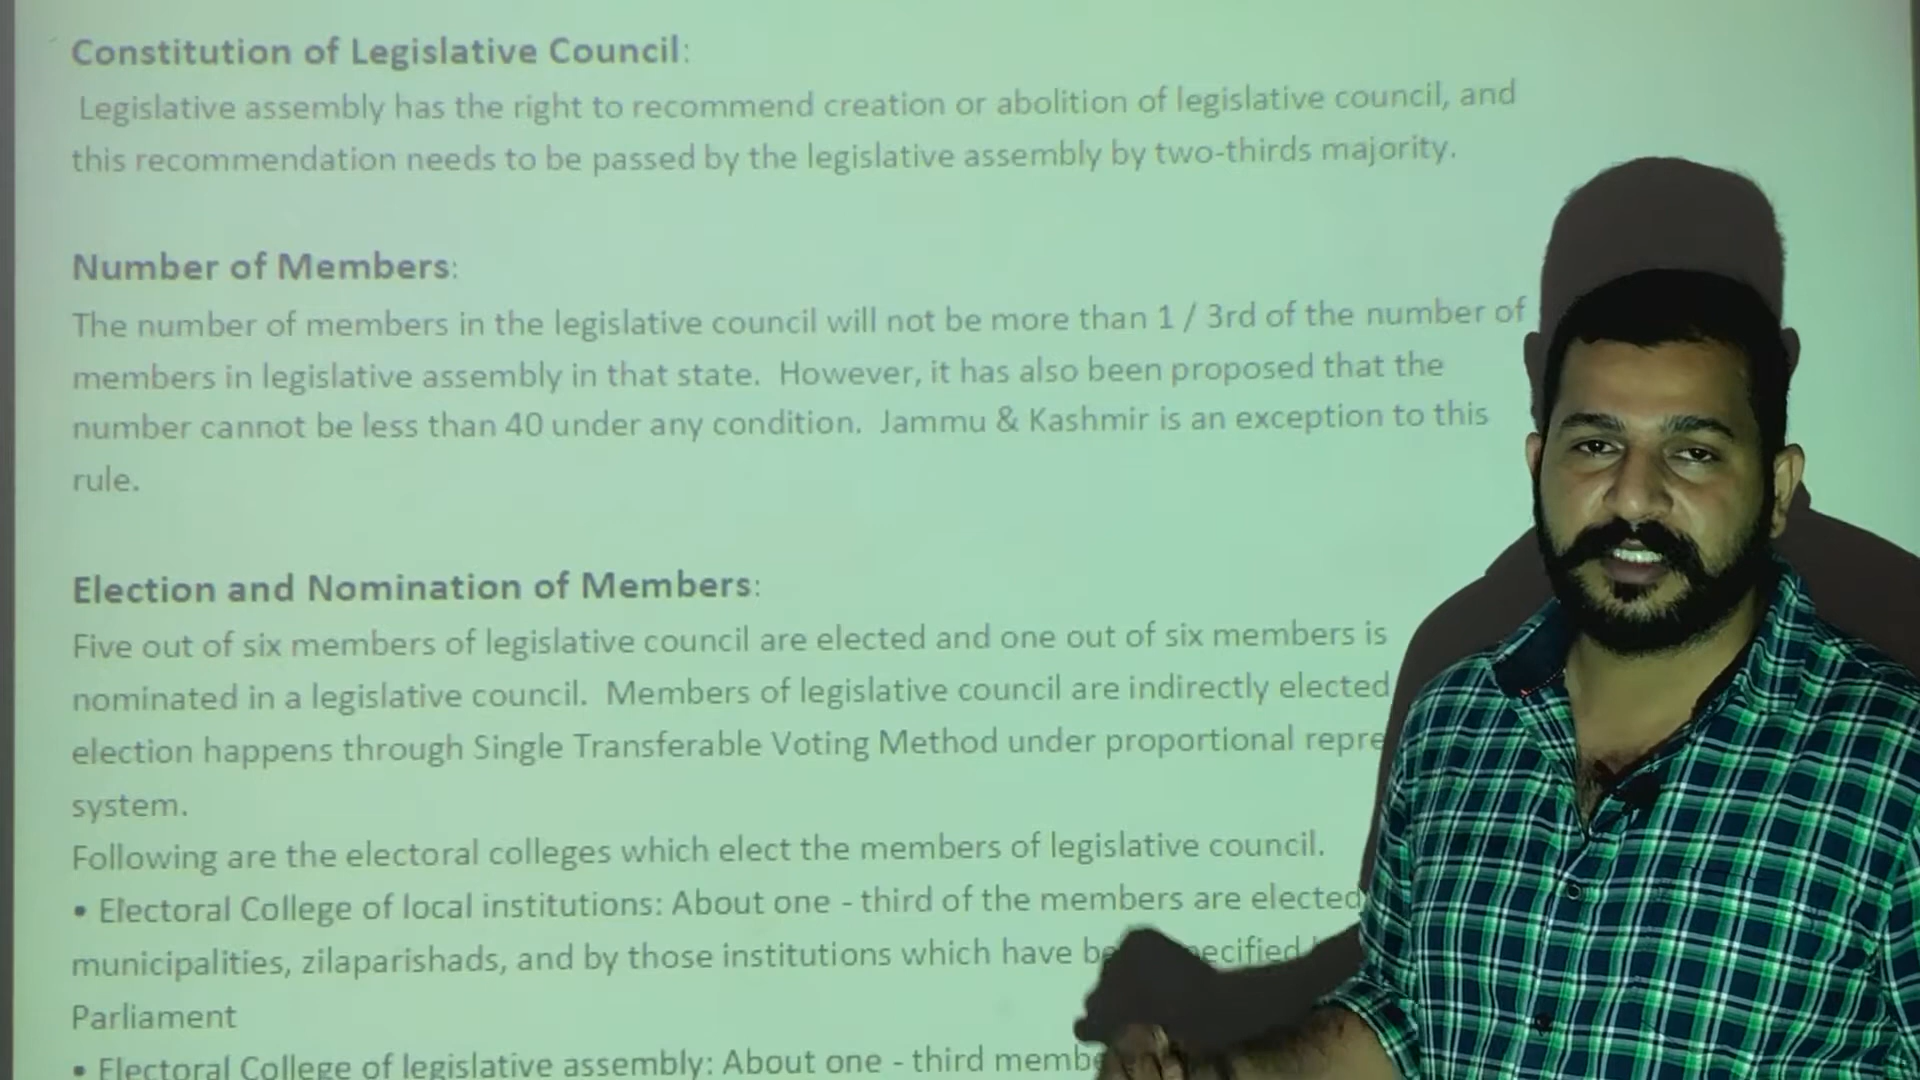 Constitution of Legislative Council:
Legislative assembly has the right to recommend creation or abolition of legislative council, and
this recommendation needs to be passed by the legislative assembly by two-thirds majority.
Number of Members:
The number of members in the legislative council will not be more than 1 / 3rd of the number of
members in legislative assembly in that state. However, it has also been proposed that the
number cannot be less than 40 under any condition. Jammu & Kashmir is an exception to this
rule.
Election and Nomination of Members:
Five out of six members of legislative council are elected and one out of six members is
nominated in a legislative council. Members of legislative council are indirectly elected
election happens through Single Transferable Voting Method under proportional
system.
Following are the electoral colleges which elect the members of legislative council.
• Electoral College of local institutions: About one - third of the members are elected
municipalities, zilaparishads, and by those institutions which have
Parliament
• Electoral College of legislative assembly: About one - third